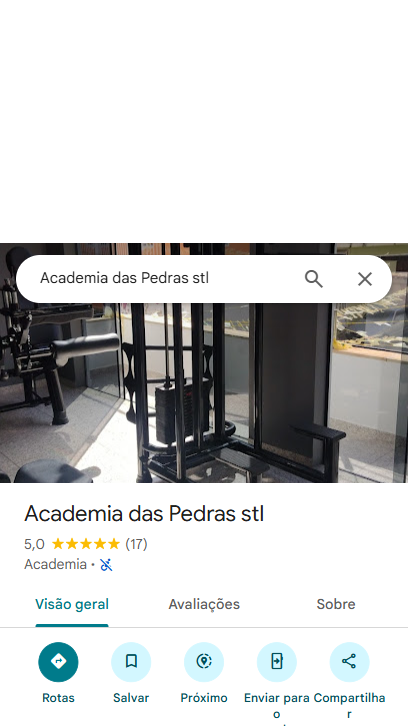 Academia das Pedras stl
Academia das Pedras stl
5,0 (17)
Academia ·
Visão geral Avaliações Sobre
Rotas Salvar Próximo Enviar para o Compartilhar